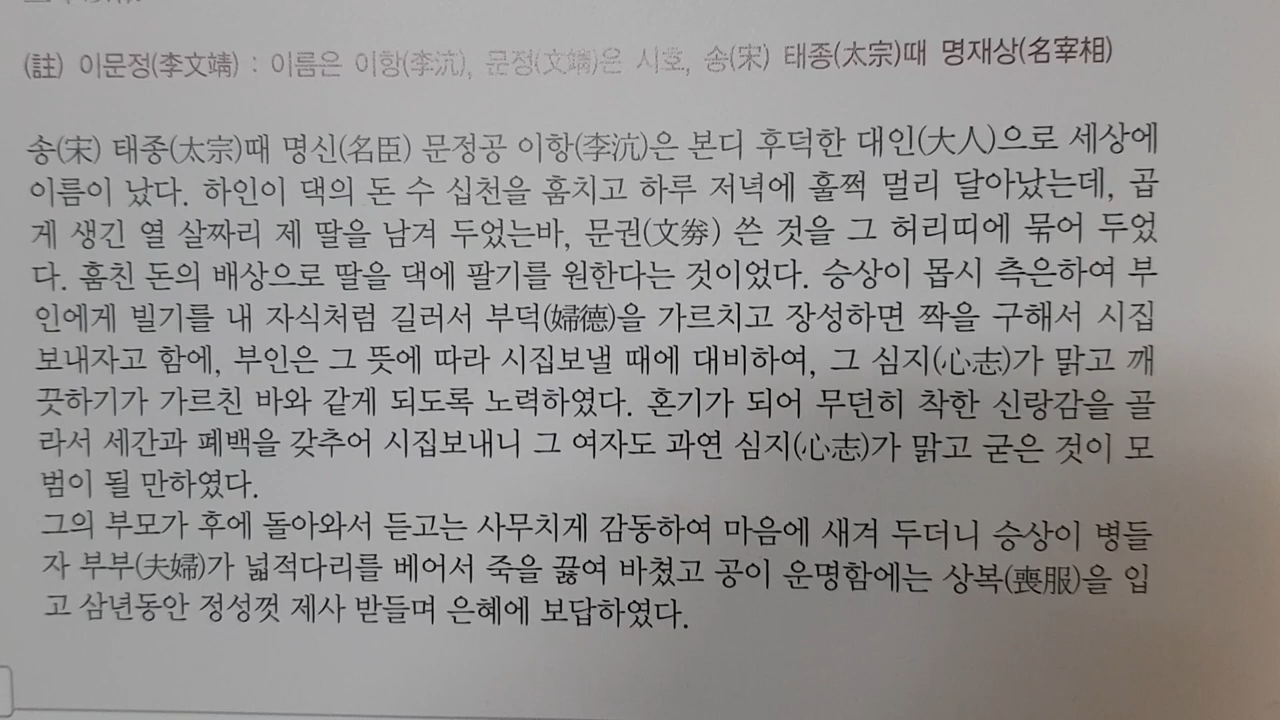 (註) 이문정(李文靖) : 이름은 이항(李沆), 문정(文靖)은 시호, 송(宋) 태종(太宗)때 명재상(名宰相)
송(宋) 태종(太宗)때 명신(名臣) 문정공 이항(李沆)은 본디 후덕한 대인(大人)으로 세상에
이름이 났다. 하인이 댁의 돈 수 십천을 훔치고 하루 저녁에 훌쩍 멀리 달아났는데, 곱
게 생긴 열 살짜리 제 딸을 남겨 두었는바, 문권(文券) 쓴 것을 그 허리띠에 묶어 두었
다. 훔친 돈의 배상으로 딸을 댁에 팔기를 원한다는 것이었다. 승상이 몹시 측은하여 부
인에게 빌기를 내 자식처럼 길러서 부덕(婦德)을 가르치고 장성하면 짝을 구해서 시집
보내자고 함에, 부인은 그 뜻에 따라 시집보낼 때에 대비하여, 그 심지(心志)가 맑고 깨
끗하기가 가르친 바와 같게 되도록 노력하였다. 혼기가 되어 무던히 착한 신랑감을 골
라서 세간과 폐백을 갖추어 시집보내니 그 여자도 과연 심지(心志)가 맑고 굳은 것이 모
범이 될 만하였다.
그의 부모가 후에 돌아와서 듣고는 사무치게 감동하여 마음에 새겨 두더니 승상이 병들
자 부부(夫婦)가 넓적다리를 베어서 죽을 끓여 바쳤고 공이 운명함에는 상복(喪服)을 입
고 삼년동안 정성껏 제사 받들며 은혜에 보답하였다.